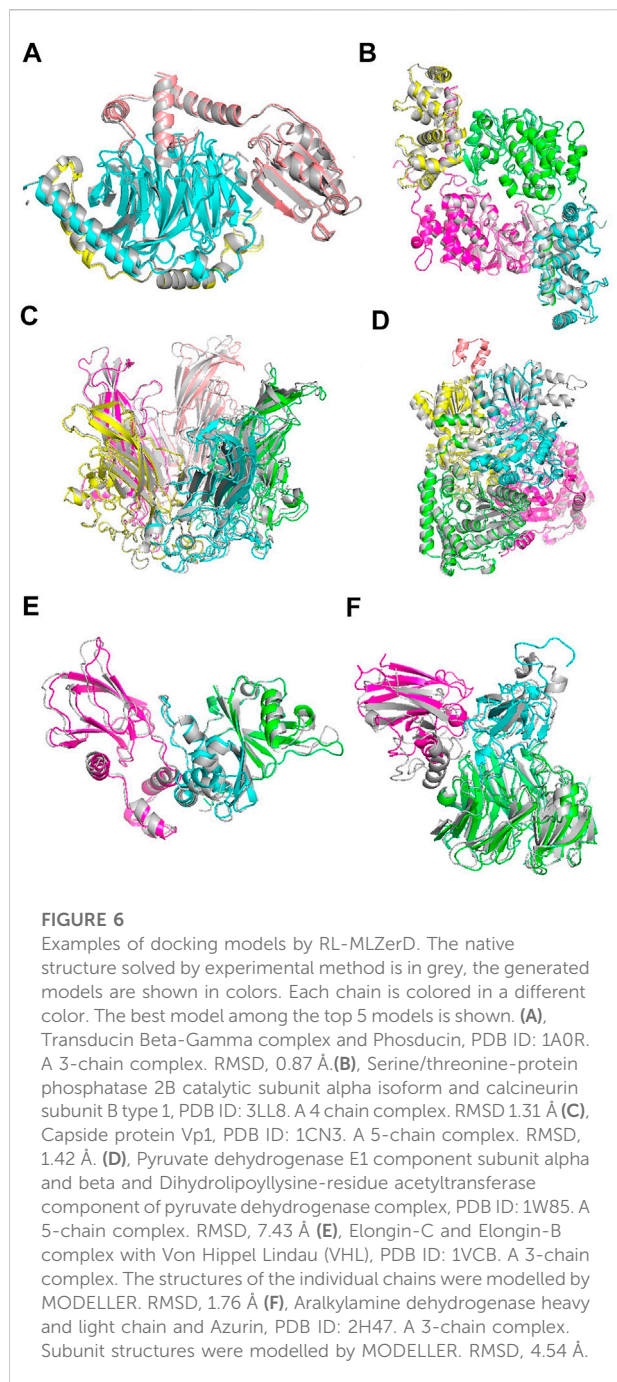 A
B
C
D
E
F
FIGURE 6
Examples of docking models by RL-MLZerD. The native
structure solved by experimental method is in grey, the generated
models are shown in colors. Each chain is colored in a different
color. The best model among the top 5 models is shown. (A),
Transducin Beta-Gamma complex and Phosducin, PDB ID: 1A0R.
A 3-chain complex. RMSD, 0.87 Å.(B), Serine/threonine-protein
phosphatase 2B catalytic subunit alpha isoform and calcineurin
subunit B type 1, PDB ID: 3LL8. A 4 chain complex. RMSD 1.31 Å (C),
Capside protein Vp1, PDB ID: 1CN3. A 5-chain complex. RMSD,
1.42 Å. (D), Pyruvate dehydrogenase E1 component subunit alpha
and beta and Dihydrolipoyllysine-residue acetyltransferase
component of pyruvate dehydrogenase complex, PDB ID: 1W85. A
5-chain complex. RMSD, 7.43 Å (E), Elongin-C and Elongin-B
complex with Von Hippel Lindau (VHL), PDB ID: 1VCB. A 3-chain
complex. The structures of the individual chains were modelled by
MODELLER. RMSD, 1.76 Å (F), Aralkylamine dehydrogenase heavy
and light chain and Azurin, PDB ID: 2H47. A 3-chain complex.
Subunit structures were modelled by MODELLER. RMSD, 4.54 Å.